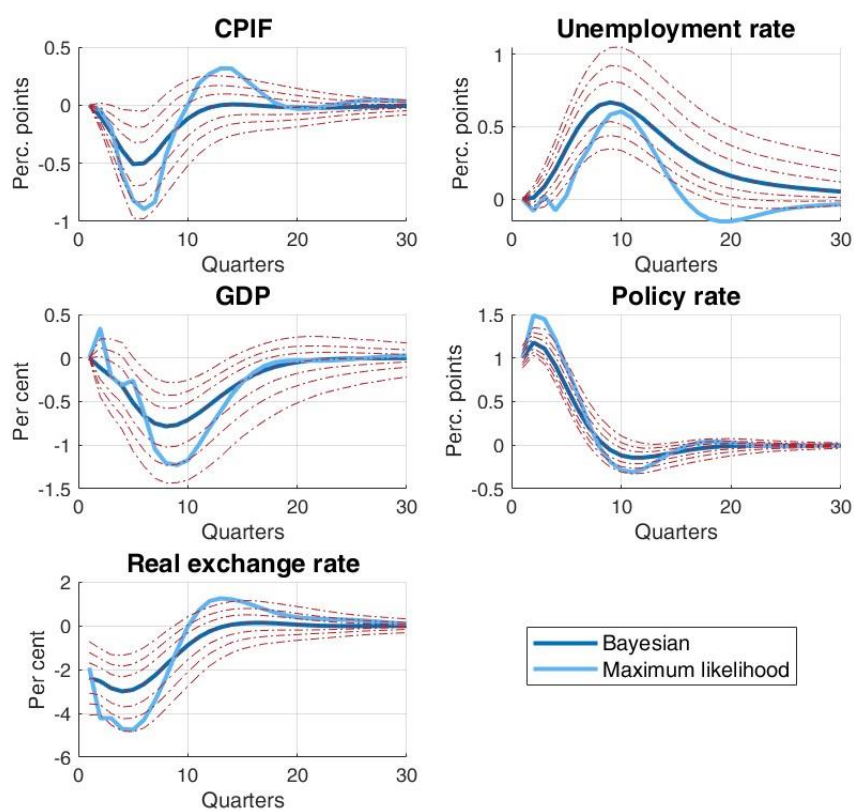 CPIF
0.5
0
-0.5
-1
Perc. points
0 10 20 30
Quarters
Unemployment rate
1
0.5
0
Perc. points
0 10 20 30
Quarters
GDP
0.5
0
-0.5
-1
-1.5
Per cent
0 10 20 30
Quarters
Policy rate
1.5
1
0.5
0
-0.5
Perc. points
0 10 20 30
Quarters
Real exchange rate
2
0
-2
-4
-6
Per cent
0 10 20 30
Quarters
Bayesian
Maximum likelihood